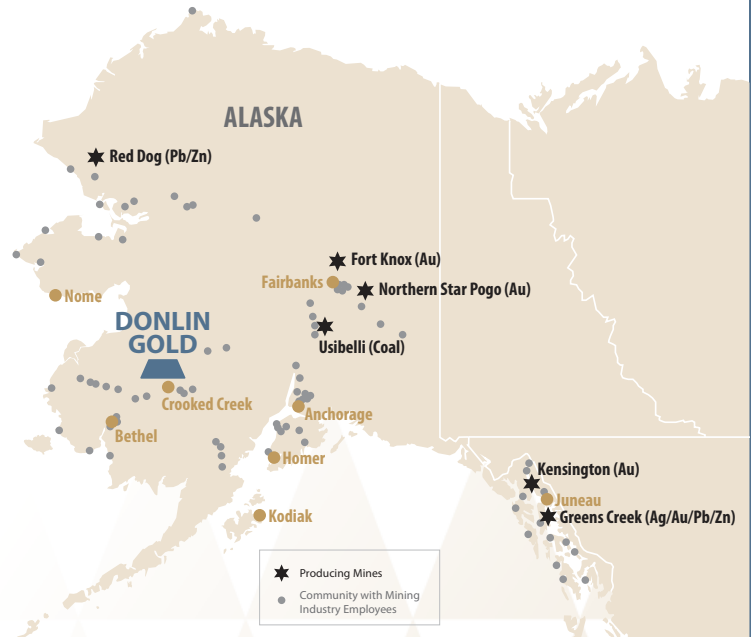 ALASKA
Red Dog (Pb/Zn)
Fort Knox (Au)
Fairbanks
Northern Star Pogo (Au)
Nome
DONLIN
GOLD
Usibelli (Coal)
Crooked Creek
Anchorage
Bethel
Homer
Kensington (Au)
Juneau
Kodiak
Greens Creek (Ag/Au/Pb/Zn)
Producing Mines
Community with Mining
Industry Employees